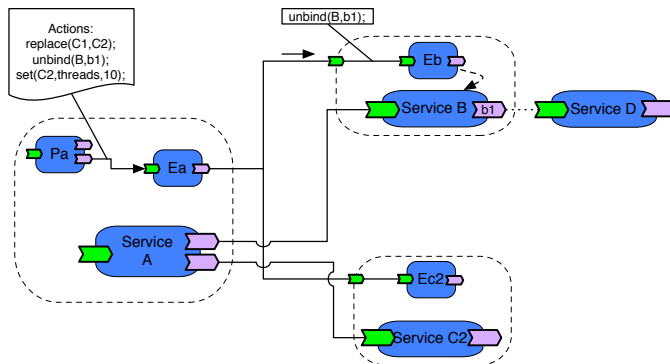 Actions:
replace(C1,C2);
unbind(B,b1);
set(C2,threads,10);
unbind(B,b1);
Eb
Service B
b1
Service D
Pa
Ea
Service
A
Ec2
Service C2